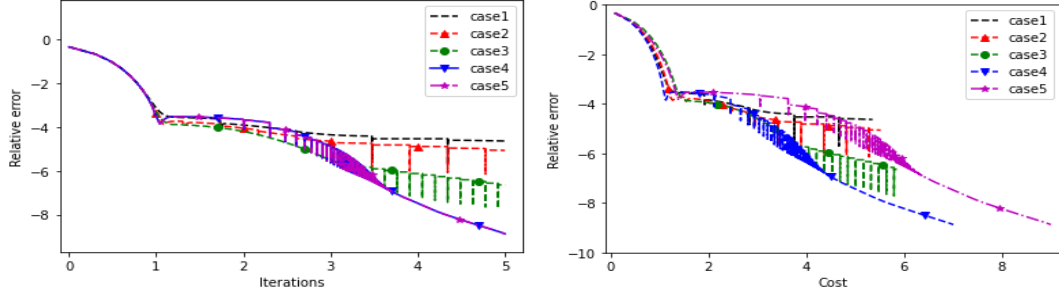 case1
case2
case3
case4
case5
0
−2
−4
−6
−8
Relative error
0 1 2 3 4 5
Iterations
case1
case2
case3
case4
case5
0
−2
−4
−6
−8
−10
Relative error
0 2 4 6 8
Cost